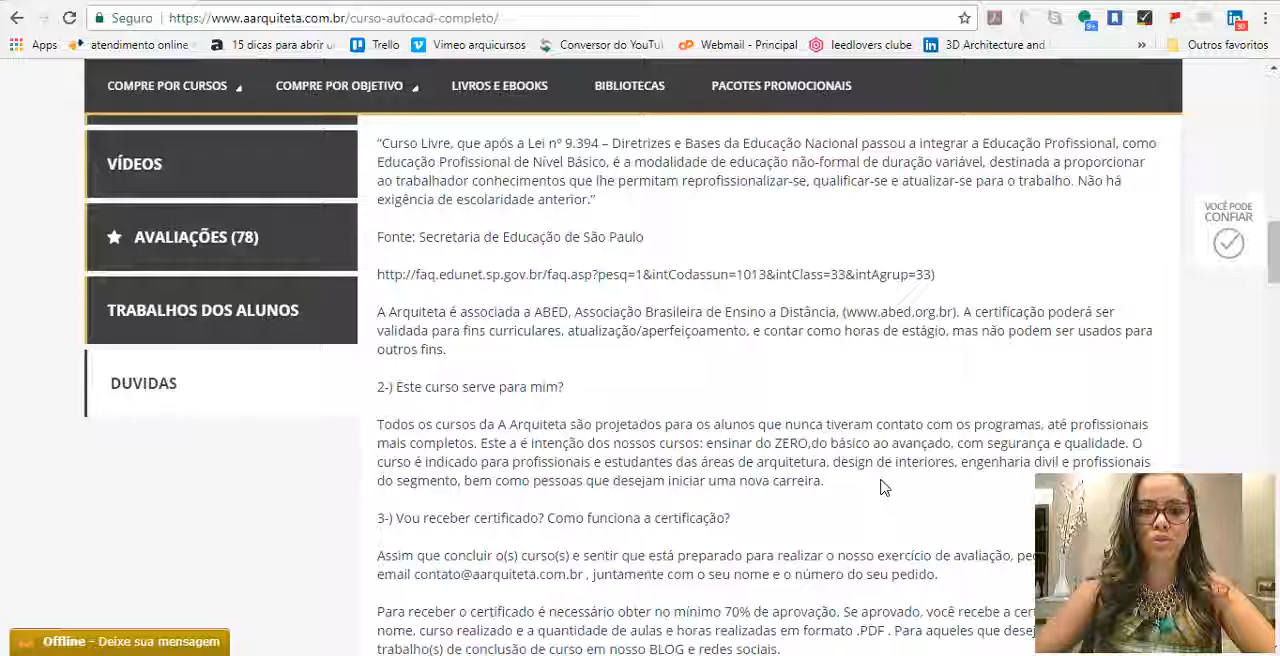 Seguro | https://www.aarquiteta.com.br/curso-autocad-completo/
9+
30
Apps
atendimento online
15 dicas para abrir u
Trello
Vimeo arquicursos
Conversor do YouTu
Webmail - Principal
leedlovers clube
3D Architecture and
»
Outros favoritos
COMPRE POR CURSOS
COMPRE POR OBJETIVO
LIVROS E EBOOKS
BIBLIOTECAS
PACOTES PROMOCIONAIS
VÍDEOS
AVALIAÇÕES (78)
TRABALHOS DOS ALUNOS
DUVIDAS
"Curso Livre, que após a Lei nº 9.394 – Diretrizes e Bases da Educação Nacional passou a integrar a Educação Profissional, como
Educação Profissional de Nível Básico, é a modalidade de educação não-formal de duração variável, destinada a proporcionar
ao trabalhador conhecimentos que lhe permitam reprofissionalizar-se, qualificar-se e atualizar-se para o trabalho. Não há
exigência de escolaridade anterior."
Fonte: Secretaria de Educação de São Paulo
http://faq.edunet.sp.gov.br/faq.asp?pesq=1&intCodassun=1013&intClass=33&intAgrup=33)
A Arquiteta é associada a ABED, Associação Brasileira de Ensino a Distância, (www.abed.org.br). A certificação poderá ser
validada para fins curriculares, atualização/aperfeiçoamento, e contar como horas de estágio, mas não podem ser usados para
outros fins.
2-) Este curso serve para mim?
Todos os cursos da A Arquiteta são projetados para os alunos que nunca tiveram contato com os programas, até profissionais
mais completos. Este a é intenção dos nossos cursos: ensinar do ZERO,do básico ao avançado, com segurança e qualidade. O
curso é indicado para profissionais e estudantes das áreas de arquitetura, design de interiores, engenharia divil e profissionais
do segmento, bem como pessoas que desejam iniciar uma nova carreira.
3-) Vou receber certificado? Como funciona a certificação?
Assim que concluir o(s) curso(s) e sentir que está preparado para realizar o nosso exercício de avaliação, pe
email contato@aarquiteta.com.br , juntamente com o seu nome e o número do seu pedido.
Para receber o certificado é necessário obter no mínimo 70% de aprovação. Se aprovado, você recebe a cer
nome, curso realizado e a quantidade de aulas e horas realizadas em formato .PDF . Para aqueles que dese
trabalho(s) de conclusão de curso em nosso BLOG e redes sociais.
VOCÊ PODE
CONFIAR
Offline - Deixe sua mensagem